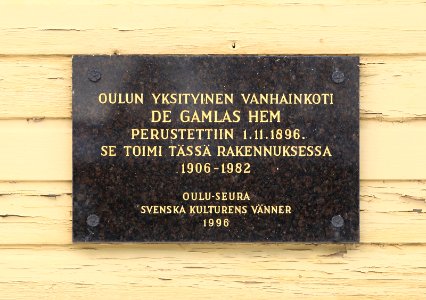 OULUN YKSITYINEN VANHAINKOTI
DE GAMLAS HEM
PERUSTETTIIN 1.11.1896.
SE TOIMI TÄSSÄ RAKENNUKSESSA
1906-1982
OULU-SEURA
SVENSKA KULTURENS VÄNNER
1996